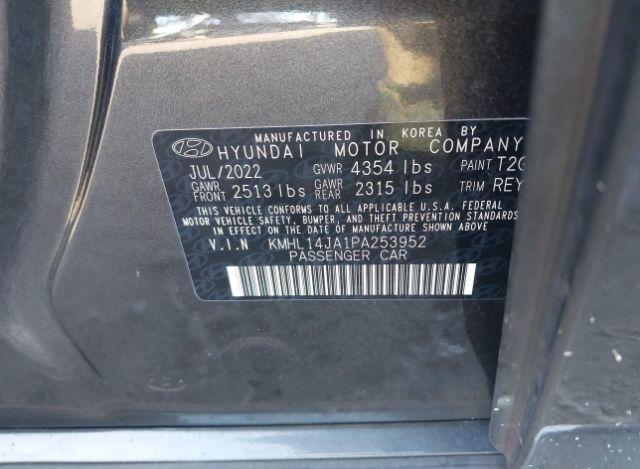 MANUFACTURED IN KOREA BY
HYUNDAI MOTOR COMPANY
JUL/2022 GVWR 4354 lbs PAINT T2G
GAWR FRONT 2513 lbs GAWR REAR 2315 lbs TRIM REY
THIS VEHICLE CONFORMS TO ALL APPLICABLE U.S.A. FEDERAL
MOTOR VEHICLE SAFETY, BUMPER, AND THEFT PREVENTION STANDARDS
IN EFFECT ON THE DATE OF MANUFACTURE SHOWN ABOVE
V.I.N KMHL14JA1PA253952
PASSENGER CAR